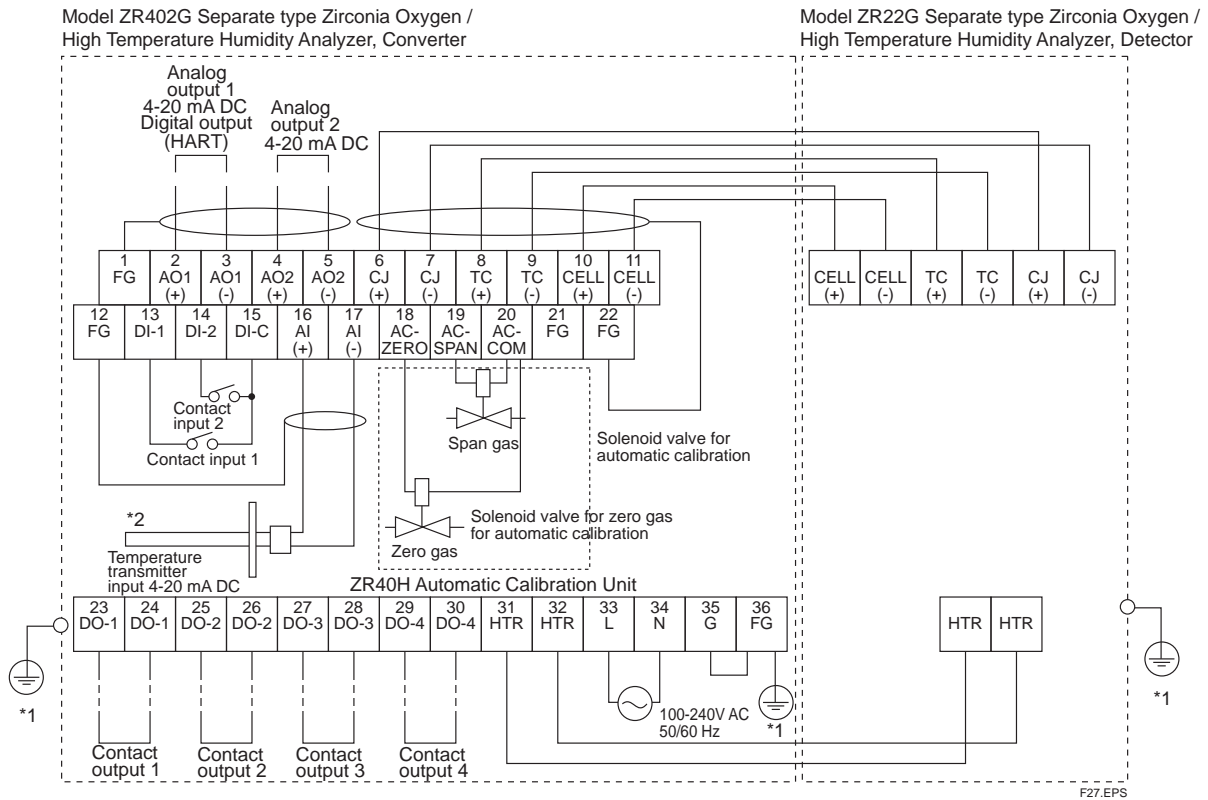 Model ZR402G Separate type Zirconia Oxygen /
High Temperature Humidity Analyzer, Converter
Model ZR22G Separate type Zirconia Oxygen /
High Temperature Humidity Analyzer, Detector
Analog
output 1
4-20 mA DC
Digital output
(HART)
Analog
output 2
4-20 mA DC
1 2 3 4 5 6 7 8 9 10 11
FG AO1 AO1 AO2 AO2 CJ CJ TC TC CELL CELL
(+) (-) (+) (-) (+) (-) (+) (-) (+) (-)
CELL CELL TC TC CJ CJ
(+) (-) (+) (-) (+) (-)
12 13 14 15 16 17 18 19 20 21 22
FG DI-1 DI-2 DI-C AI AI AC- AC- AC- FG FG
(+) (-) ZERO SPAN COM
Contact
input 2
Contact input 1
Span gas
Solenoid valve for
automatic calibration
*2
Solenoid valve for zero gas
for automatic calibration
Zero gas
Temperature
transmitter
input 4-20 mA DC
ZR40H Automatic Calibration Unit
23 24 25 26 27 28 29 30 31 32 33 34 35 36
DO-1 DO-1 DO-2 DO-2 DO-3 DO-3 DO-4 DO-4 HTR HTR L N G FG
HTR HTR
*1
*1
100-240V AC
50/60 Hz
*1
Contact
output 1
Contact
output 2
Contact
output 3
Contact
output 4
F27.EPS